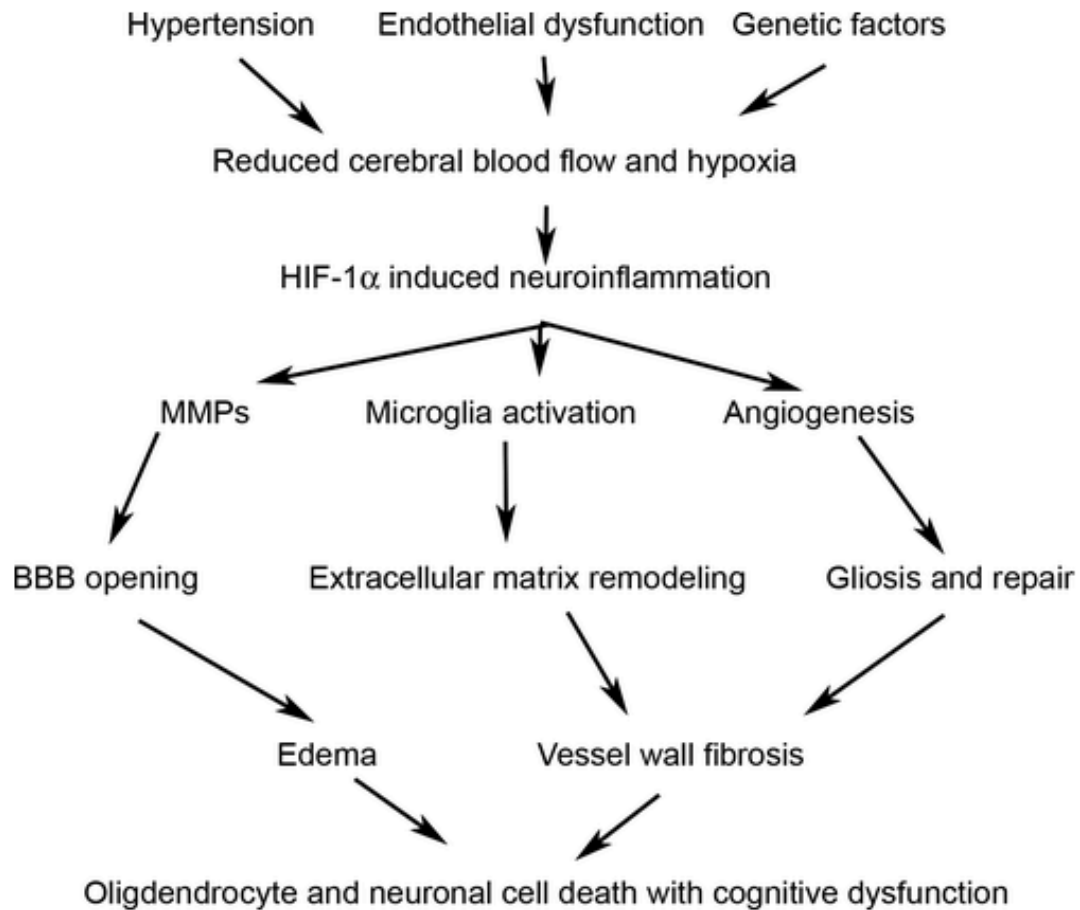 Hypertension Endothelial dysfunction Genetic factors
Reduced cerebral blood flow and hypoxia
HIF-1α induced neuroinflammation
MMPs Microglia activation Angiogenesis
BBB opening Extracellular matrix remodeling Gliosis and repair
Edema Vessel wall fibrosis
Oligdendrocyte and neuronal cell death with cognitive dysfunction